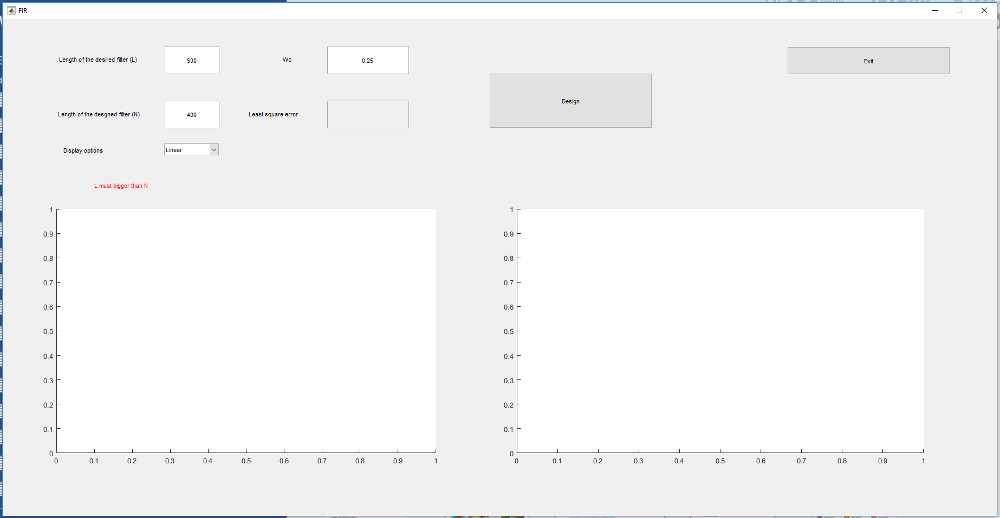 FIR
Length of the desired filter (L)
500
Wc
0.25
Exit
Design
Length of the desgned filter (N)
400
Least square error
Display options
Linear
L must bigger than N
1
0.9
0.8
0.7
0.6
0.5
0.4
0.3
0.2
0.1
0
0 0.1 0.2 0.3 0.4 0.5 0.6 0.7 0.8 0.9 1
1
0.9
0.8
0.7
0.6
0.5
0.4
0.3
0.2
0.1
0
0 0.1 0.2 0.3 0.4 0.5 0.6 0.7 0.8 0.9 1